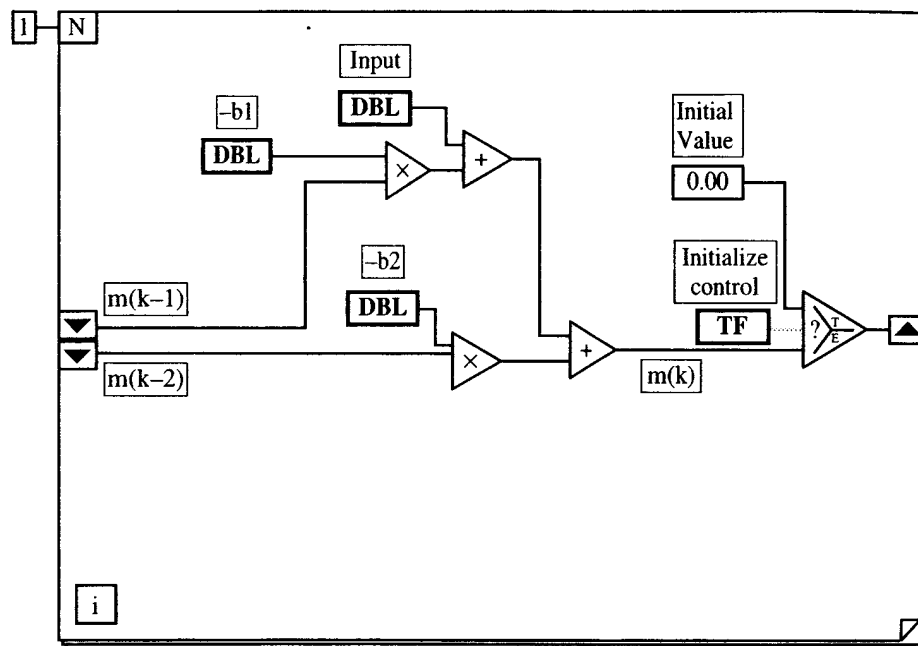 1
N
Input
DBL
–b1
DBL
×
+
Initial
Value
0.00
–b2
DBL
Initialize
control
TF
?
T
E
m(k–1)
m(k–2)
×
+
m(k)
i